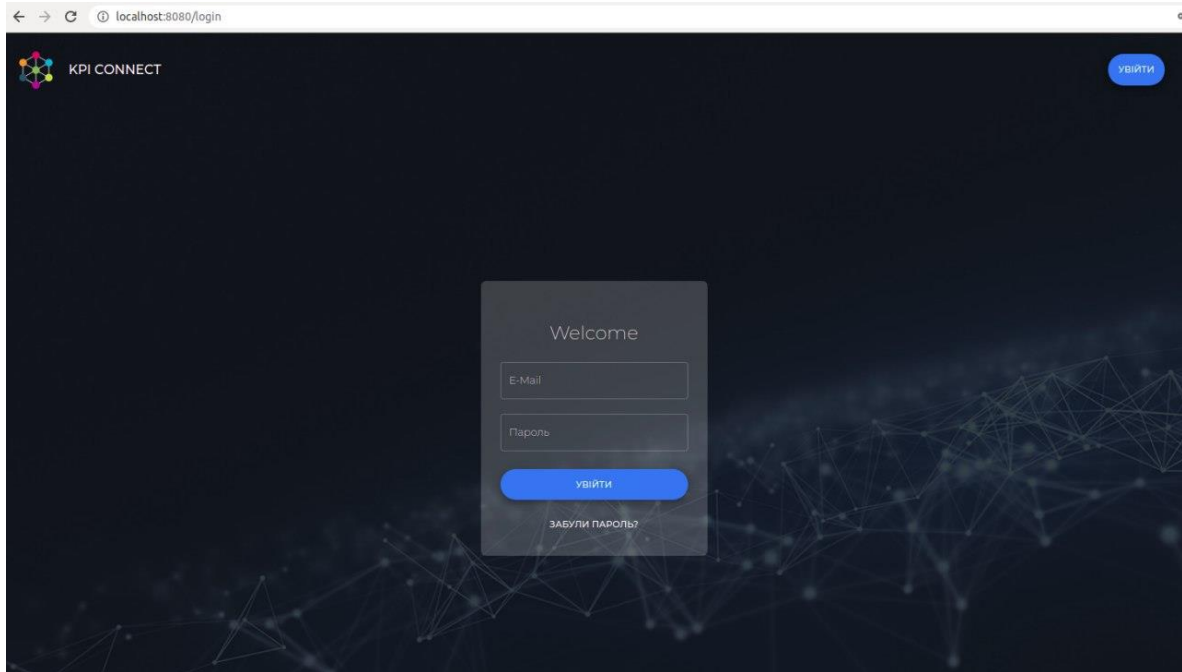 localhost:8080/login
KPI CONNECT
УВІЙТИ
Welcome
E-Mail
Пароль
УВІЙТИ
ЗАБУЛИ ПАРОЛЬ?